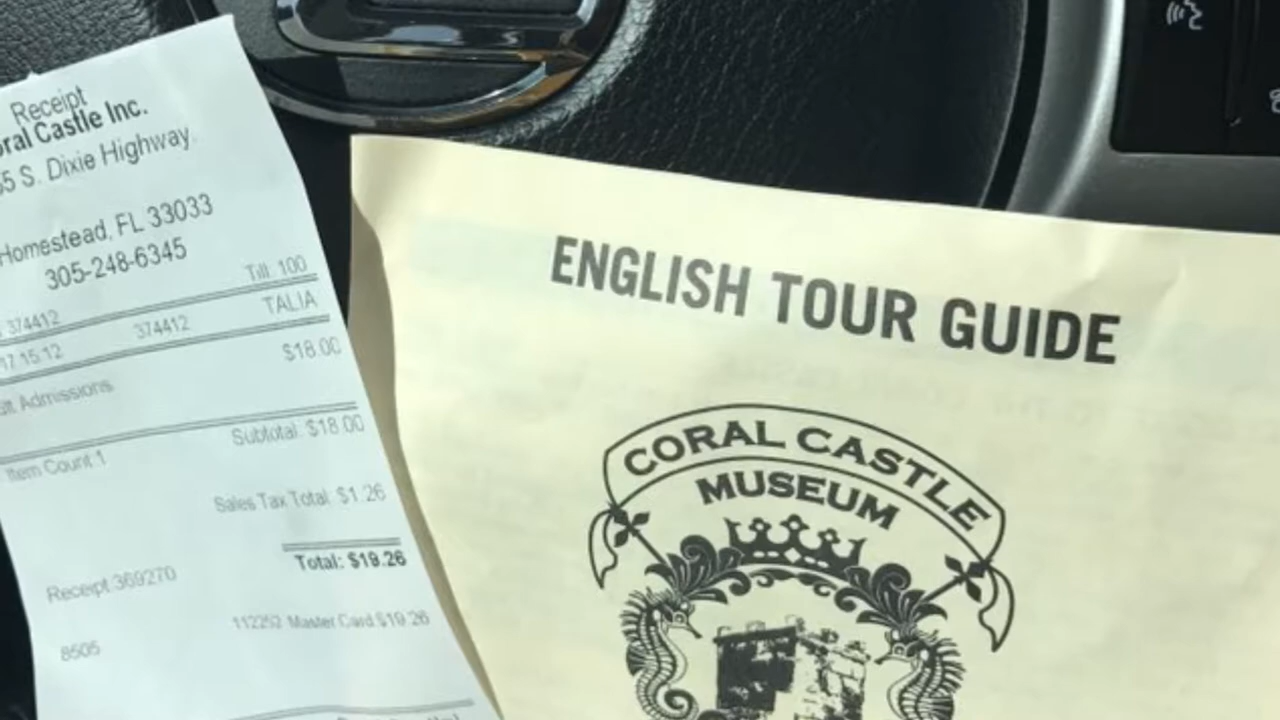 Receipt
oral Castle Inc.
5 S. Dixie Highway.
Homestead, FL 33033
305-248-6345
Till: 100
374412
374412
TALIA
17:15:12
$18.00
ult Admissions
Subtotal: $18.00
Item Count 1
Sales Tax Total: $1.26
Total: $19.26
Receipt 369270
112252 Master Card $19.26
8505
ENGLISH TOUR GUIDE
CORAL CASTLE
MUSEUM